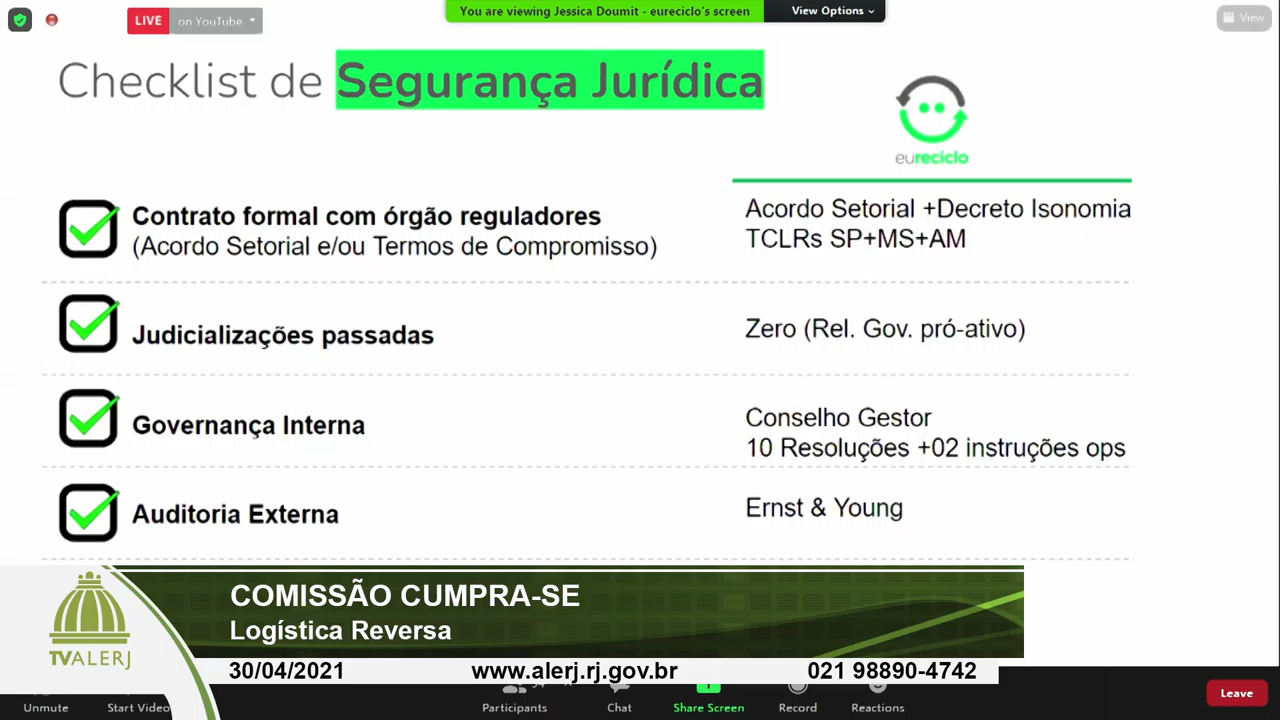 LIVE on YouTube
You are viewing Jessica Doumit - eureciclo's screen
View Options
View
Checklist de Segurança Jurídica
eureciclo
Contrato formal com órgão reguladores
(Acordo Setorial e/ou Termos de Compromisso)
Acordo Setorial +Decreto Isonomia
TCLRs SP+MS+AM
Judicializações passadas
Zero (Rel. Gov. pró-ativo)
Governança Interna
Conselho Gestor
10 Resoluções +02 instruções ops
Auditoria Externa
Ernst & Young
COMISSÃO CUMPRA-SE
Logística Reversa
TVALERJ
30/04/2021 www.alerj.rj.gov.br 021 98890-4742
Unmute
Start Video
Participants
Chat
Share Screen
Record
Reactions
Leave